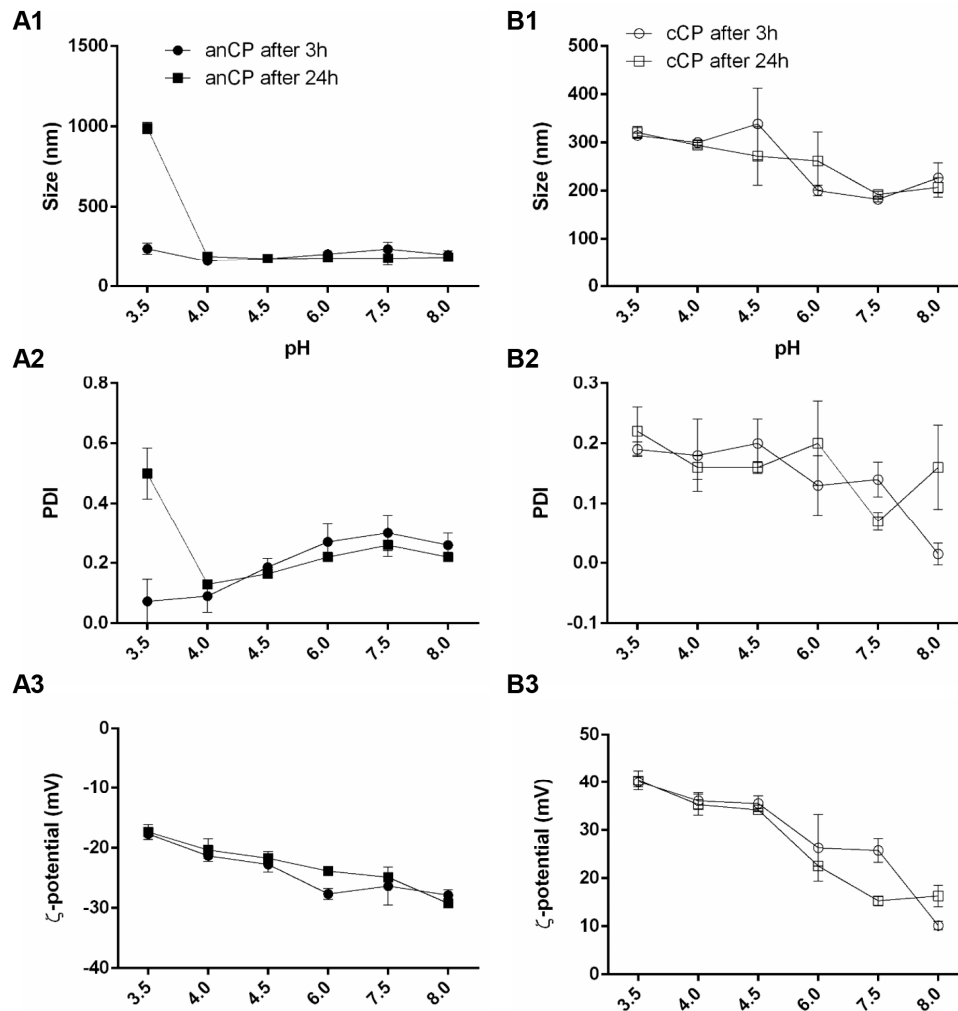 A1
anCP after 3h
anCP after 24h
1500
1000
500
0
Size (nm)
3.5 4.0 4.5 6.0 7.5 8.0
pH
B1
cCP after 3h
cCP after 24h
500
400
300
200
100
0
Size (nm)
3.5 4.0 4.5 6.0 7.5 8.0
pH
A2
0.8
0.6
0.4
0.2
0.0
PDI
3.5 4.0 4.5 6.0 7.5 8.0
B2
0.3
0.2
0.1
0.0
-0.1
PDI
3.5 4.0 4.5 6.0 7.5 8.0
A3
0
-10
-20
-30
-40
ζ-potential (mV)
3.5 4.0 4.5 6.0 7.5 8.0
B3
50
40
30
20
10
0
ζ-potential (mV)
3.5 4.0 4.5 6.0 7.5 8.0